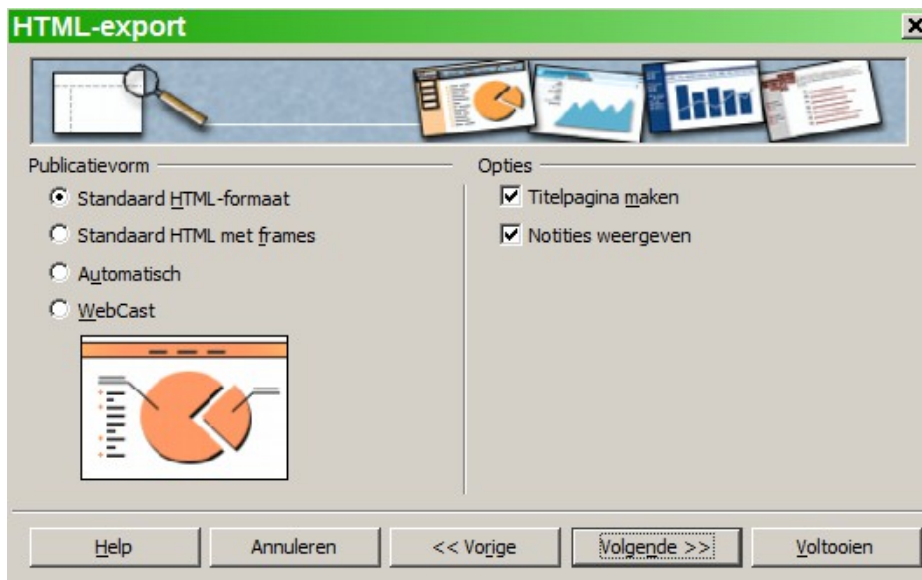 HTML-export
Publicatievorm
Standaard HTML-formaat
Standaard HTML met frames
Automatisch
WebCast
Opties
Titelpagina maken
Notities weergeven
Help
Annuleren
<< Vorige
Volgende >>
Voltooien